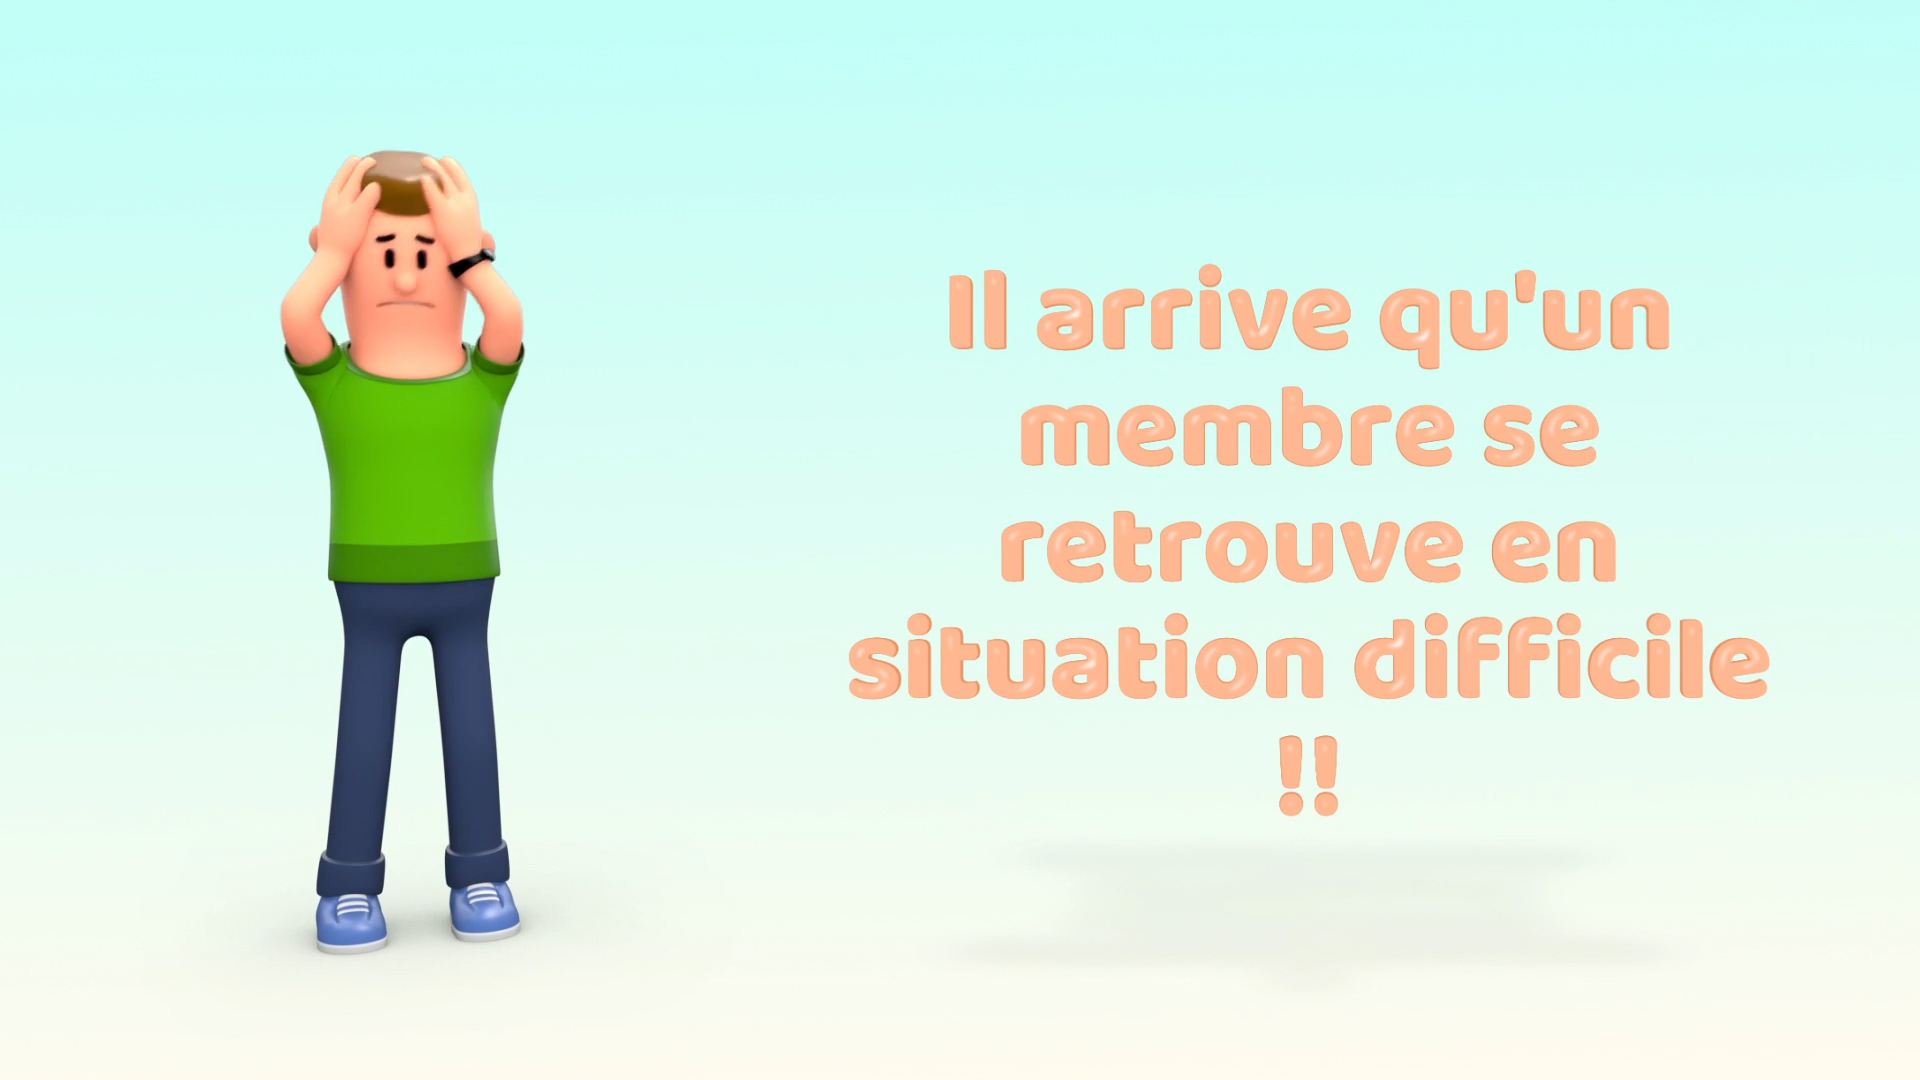 Il arrive qu'un
membre se
retrouve en
situation difficile
!!